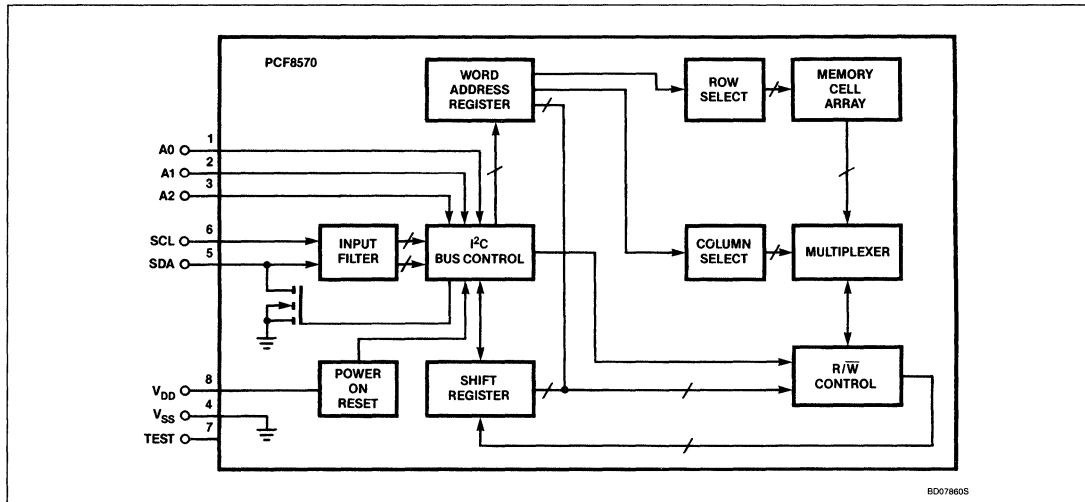 PCF8570
WORD
ADDRESS
REGISTER
ROW
SELECT
MEMORY
CELL
ARRAY
A0 1
A1 2
A2 3
SCL 6
SDA 5
INPUT
FILTER
I²C
BUS CONTROL
COLUMN
SELECT
MULTIPLEXER
POWER
ON
RESET
SHIFT
REGISTER
R/W̅
CONTROL
VDD 8
VSS 4
TEST 7
BD07860S